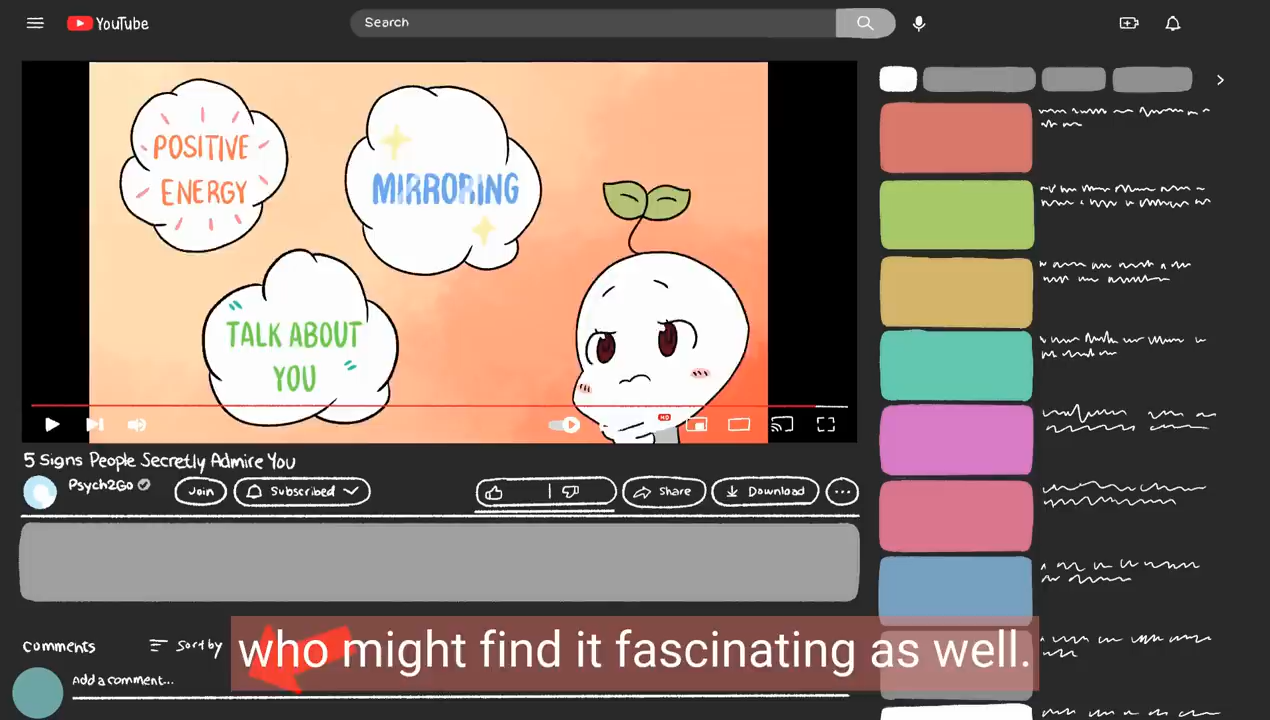 YouTube
Search
POSITIVE
ENERGY
MIRRORING
TALK ABOUT
YOU
HD
5 Signs People Secretly Admire You
Psych2Go
Join
Subscribed
Share
Download
comments
Sort by
Add a comment...
who might find it fascinating as well.